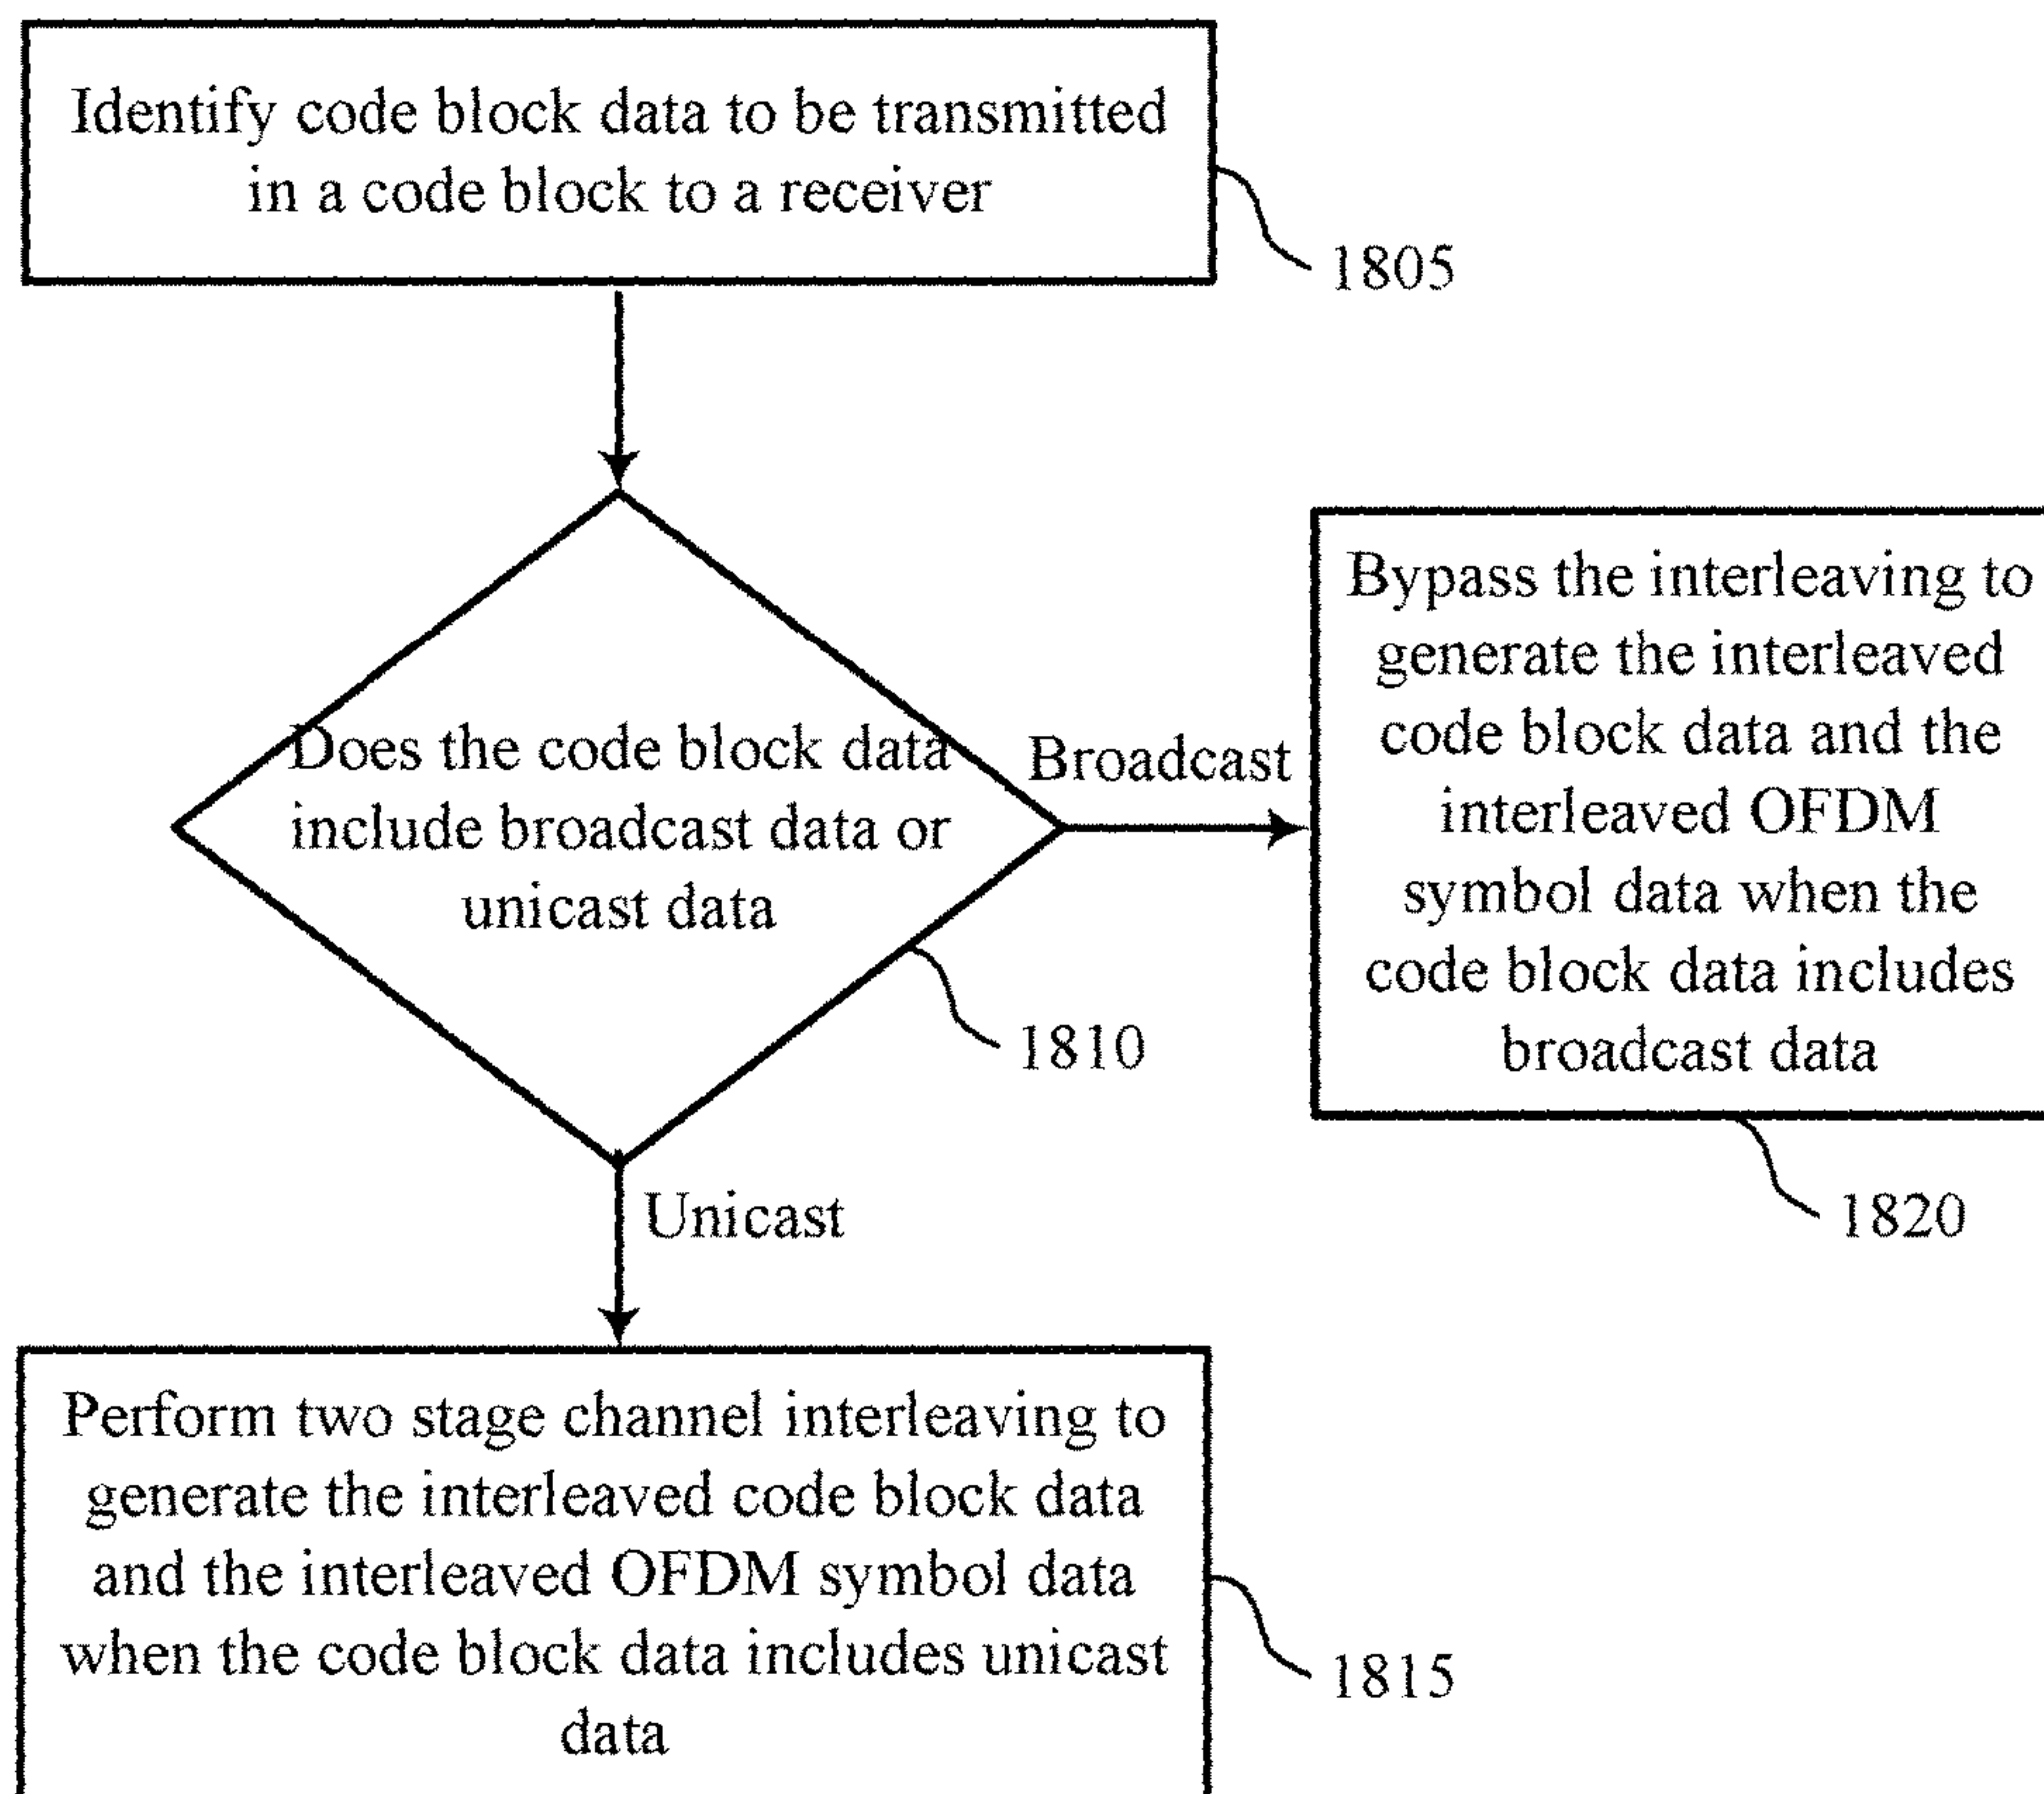 Identify code block data to be transmitted
in a code block to a receiver
1805
Does the code block data
include broadcast data or
unicast data
1810
Broadcast
Bypass the interleaving to
generate the interleaved
code block data and the
interleaved OFDM
symbol data when the
code block data includes
broadcast data
1820
Unicast
Perform two stage channel interleaving to
generate the interleaved code block data
and the interleaved OFDM symbol data
when the code block data includes unicast
data
1815